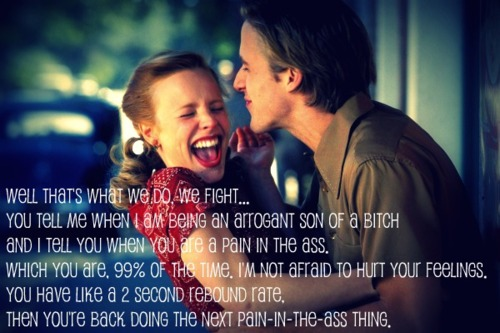 Well that's what we do, we fight...
You tell me when I am being an arrogant son of a bitch
and I tell you when you are a pain in the ass.
Which you are, 99% of the time. I'm not afraid to hurt your feelings.
You have like a 2 second rebound rate.
Then you're back doing the next pain-in-the-ass thing.